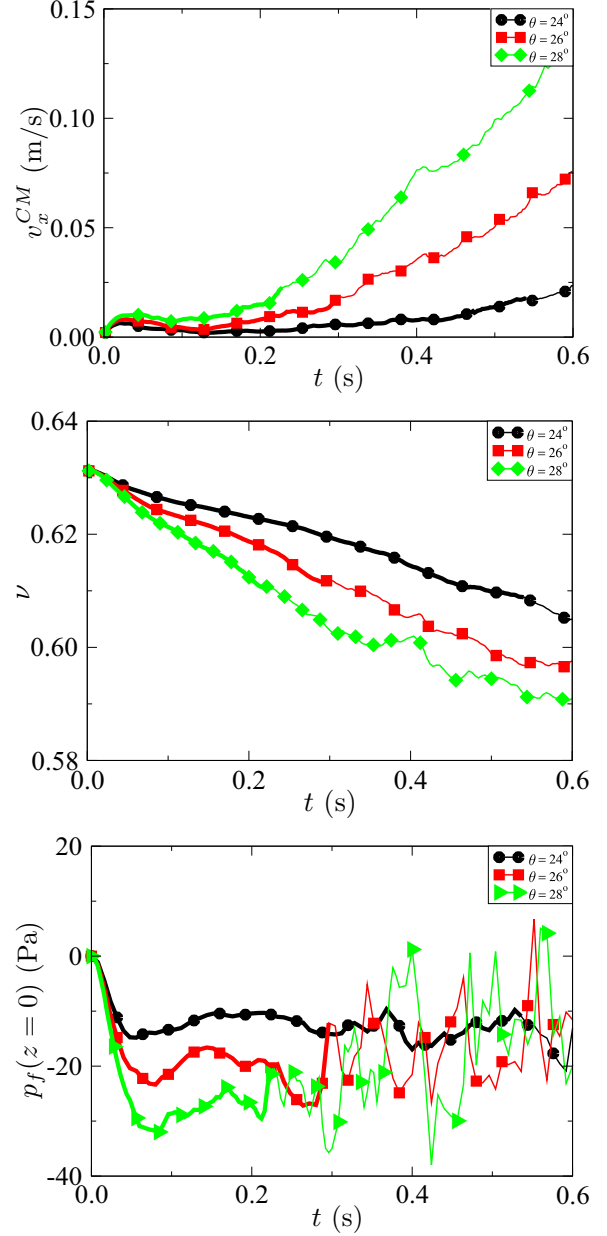 θ = 24°
θ = 26°
θ = 28°
0.15
0.10
0.05
0.00
v_x^{CM} (m/s)
0.0 0.2 0.4 0.6
t (s)
θ = 24°
θ = 26°
θ = 28°
0.64
0.62
0.60
0.58
ν
0.0 0.2 0.4 0.6
t (s)
θ = 24°
θ = 26°
θ = 28°
20
0
-20
-40
p_f(z = 0) (Pa)
0.0 0.2 0.4 0.6
t (s)